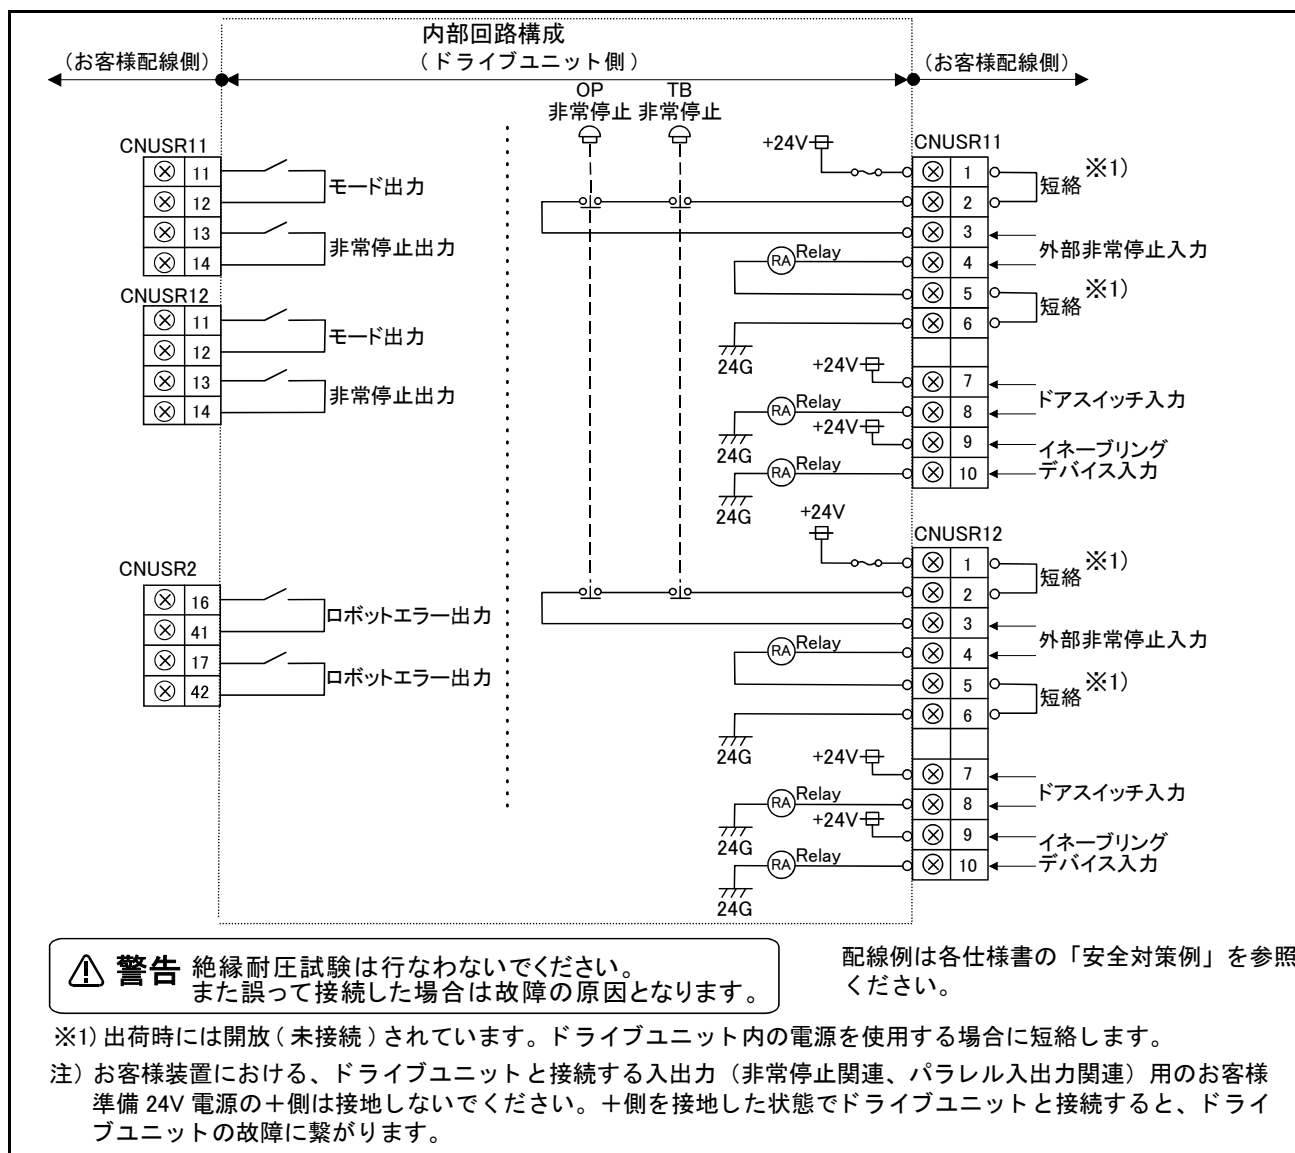 内部回路構成
（お客様配線側）
（ドライブユニット側）
（お客様配線側）
OP
非常停止
TB
非常停止
CNUSR11
11
12
13
14
モード出力
非常停止出力
CNUSR12
11
12
13
14
モード出力
非常停止出力
CNUSR2
16
41
17
42
ロボットエラー出力
ロボットエラー出力
+24V
CNUSR11
1
2
3
4
5
6
7
8
9
10
短絡 ※1)
外部非常停止入力
短絡 ※1)
RA Relay
24G
+24V
ドアスイッチ入力
RA Relay
24G
+24V
イネーブリング
デバイス入力
RA Relay
24G
+24V
CNUSR12
1
2
3
4
5
6
7
8
9
10
短絡 ※1)
外部非常停止入力
短絡 ※1)
RA Relay
24G
+24V
ドアスイッチ入力
RA Relay
24G
+24V
イネーブリング
デバイス入力
RA Relay
24G
警告 絶縁耐圧試験は行なわないでください。
また誤って接続した場合は故障の原因となります。
配線例は各仕様書の「安全対策例」を参照
ください。
※1) 出荷時には開放 ( 未接続 ) されています。ドライブユニット内の電源を使用する場合に短絡します。
注） お客様装置における、ドライブユニットと接続する入出力（非常停止関連、パラレル入出力関連）用のお客様
準備 24V 電源の＋側は接地しないでください。＋側を接地した状態でドライブユニットと接続すると、ドライ
ブユニットの故障に繋がります。